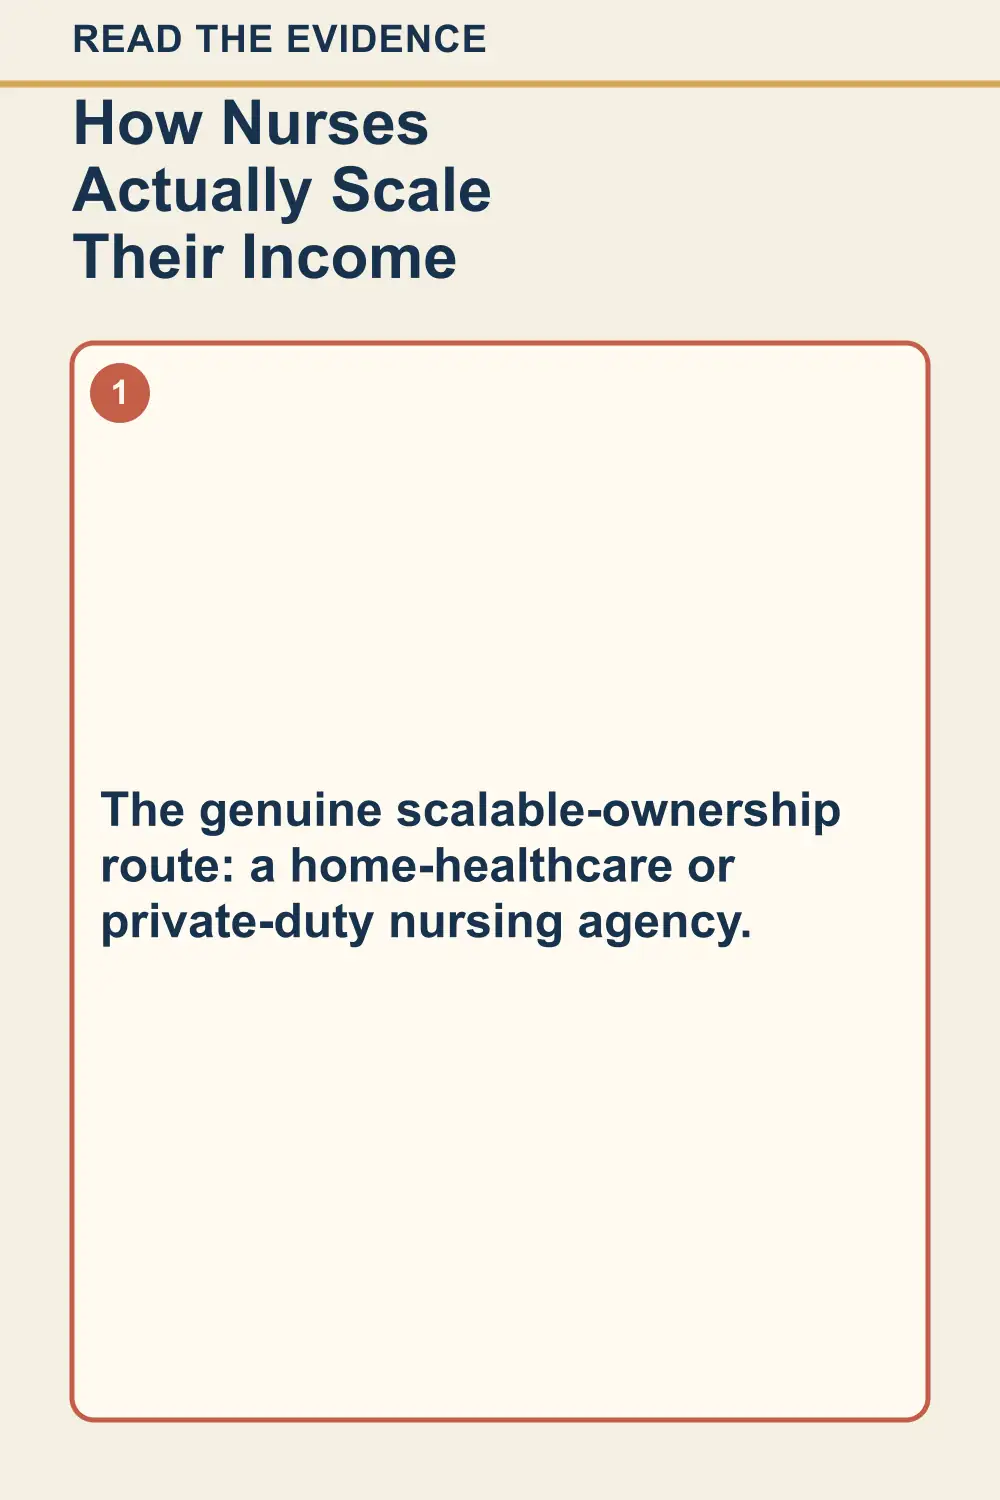 READ THE EVIDENCE
How Nurses
Actually Scale
Their Income
1
The genuine scalable-ownership
route: a home-healthcare or
private-duty nursing agency.